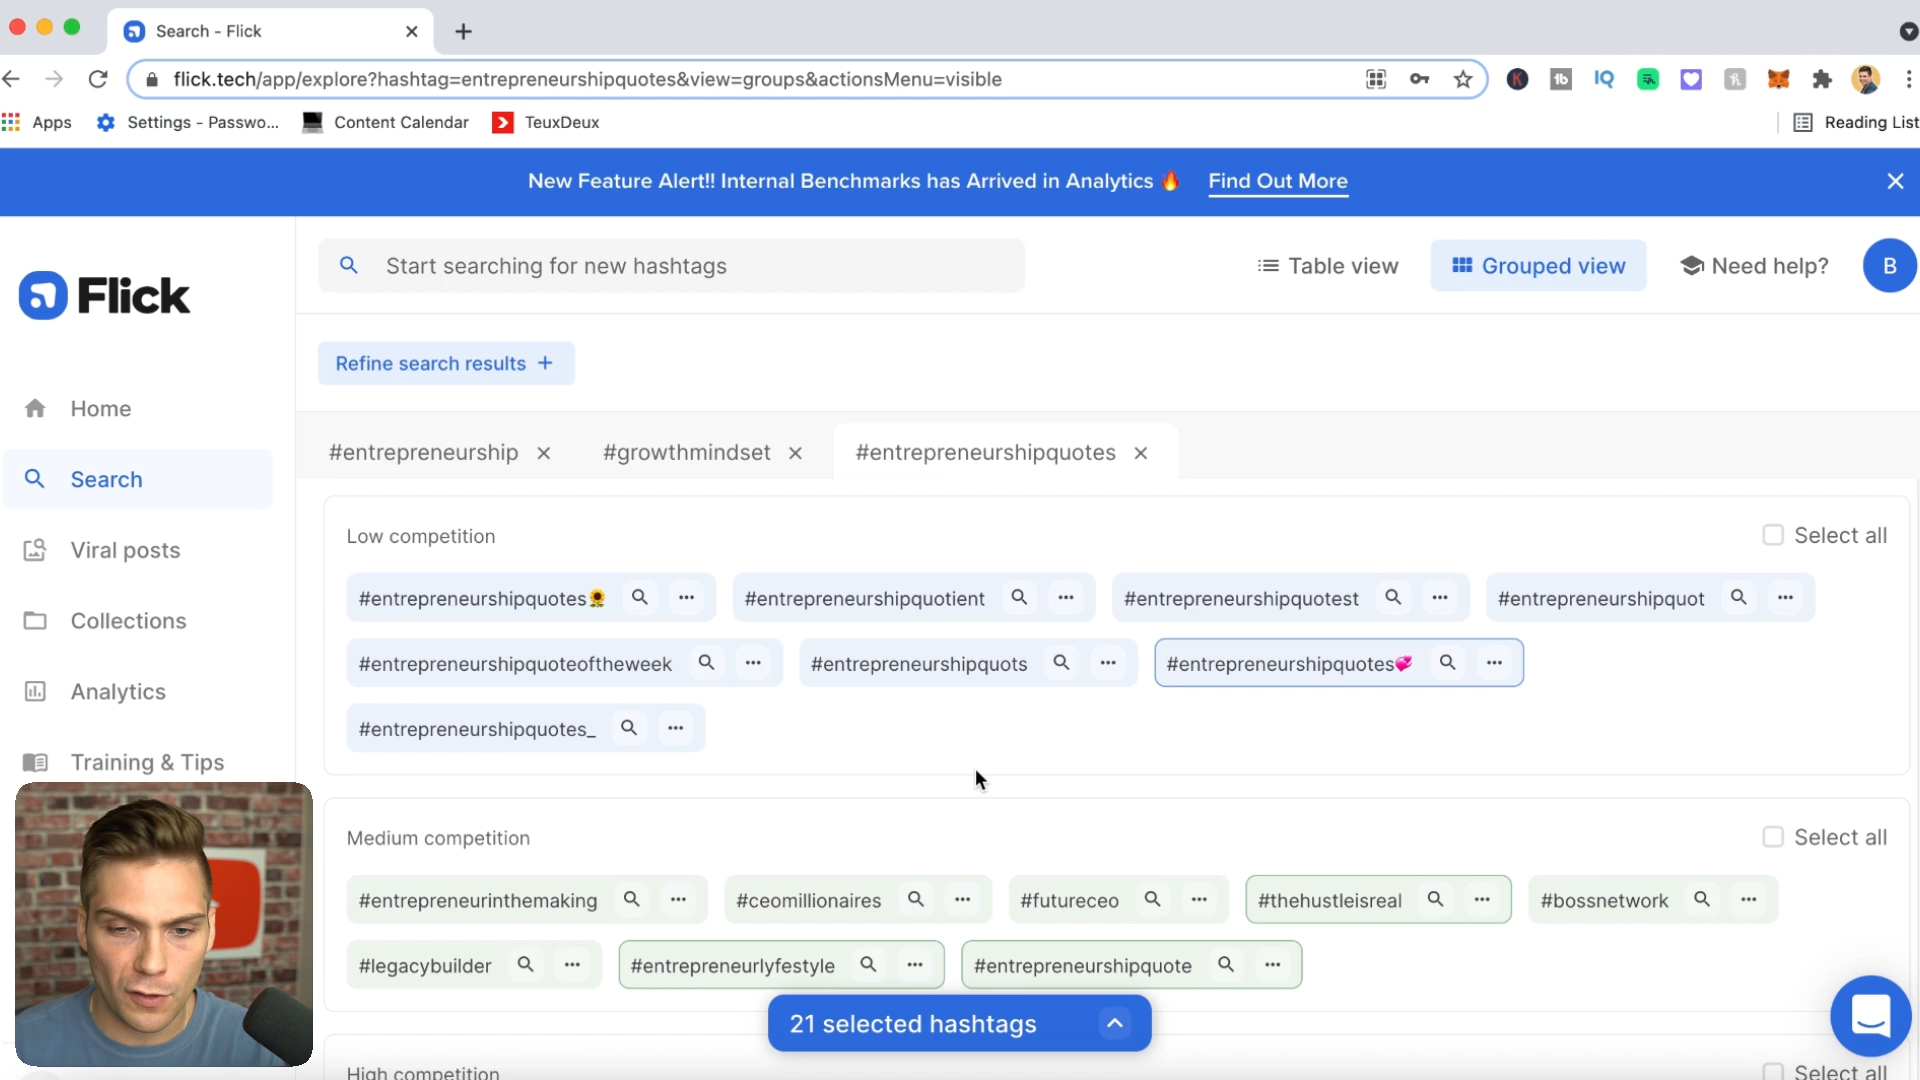 Search - Flick
flick.tech/app/explore?hashtag=entrepreneurshipquotes&view=groups&actionsMenu=visible
Apps Settings - Passwo... Content Calendar TeuxDeux Reading List
New Feature Alert!! Internal Benchmarks has Arrived in Analytics 🔥 Find Out More
Flick
Start searching for new hashtags
Table view Grouped view Need help? B
Refine search results +
Home
Search
Viral posts
Collections
Analytics
Training & Tips
#entrepreneurship #growthmindset #entrepreneurshipquotes
Low competition Select all
#entrepreneurshipquotes🌻 #entrepreneurshipquotient #entrepreneurshipquotest #entrepreneurshipquot
#entrepreneurshipquoteoftheweek #entrepreneurshipquots #entrepreneurshipquotes💞
#entrepreneurshipquotes_
Medium competition Select all
#entrepreneurinthemaking #ceomillionaires #futureceo #thehustleisreal #bossnetwork
#legacybuilder #entrepreneurlyfestyle #entrepreneurshipquote
21 selected hashtags
High competition Select all